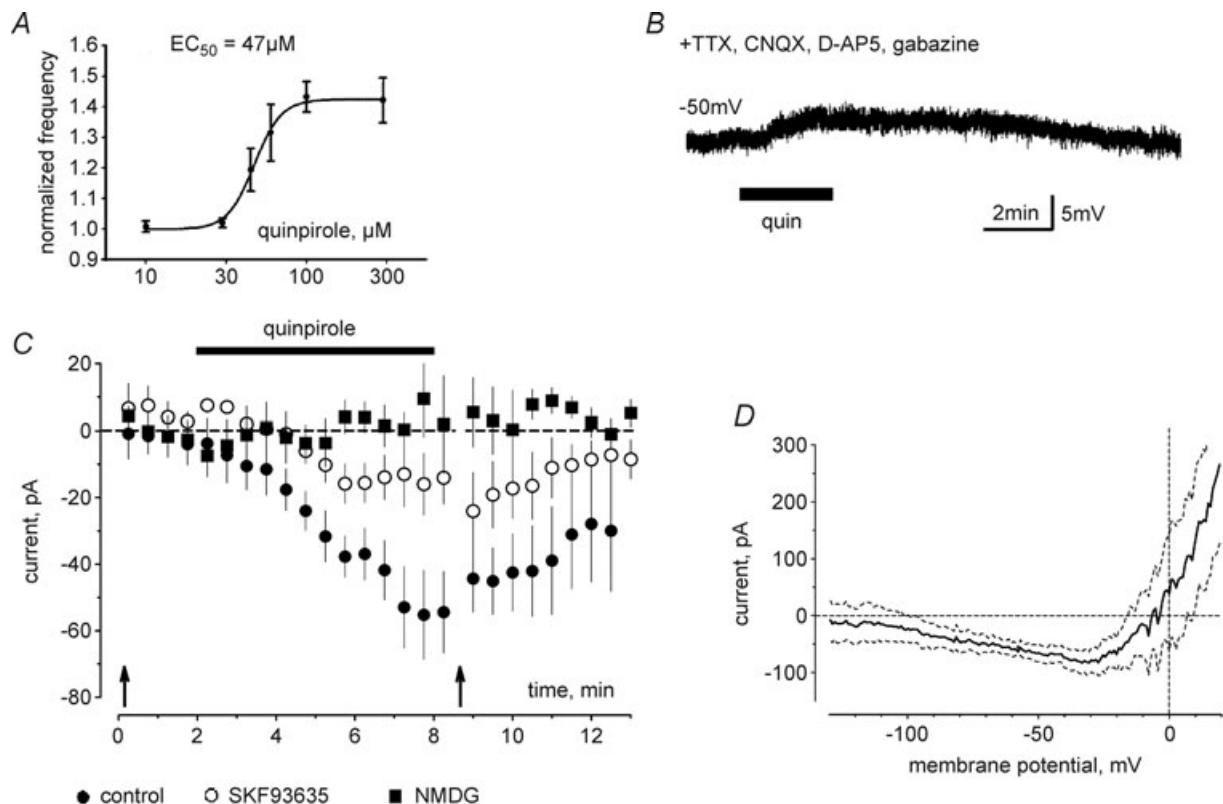 A
EC50 = 47µM
normalized frequency
1.6
1.5
1.4
1.3
1.2
1.1
1.0
0.9
quinpirole, µM
10 30 100 300
B
+TTX, CNQX, D-AP5, gabazine
-50mV
quin
2min 5mV
C
quinpirole
current, pA
20
0
-20
-40
-60
-80
time, min
0 2 4 6 8 10 12
control SKF93635 NMDG
D
current, pA
300
200
100
0
-100
-100 -50 0
membrane potential, mV